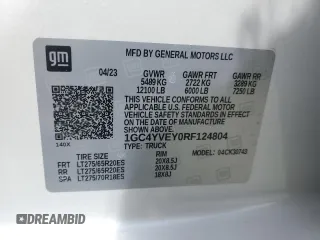 gm
MFD BY GENERAL MOTORS LLC
04/23 GVWR GAWR FRT GAWR RR
5489 KG 2722 KG 3289 KG
12100 LB 6000 LB 7250 LB
THIS VEHICLE CONFORMS TO ALL APPLICABLE U.S. FEDERAL MOTOR VEHICLE SAFETY STANDARDS IN EFFECT ON THE DATE OF MANUFACTURE SHOWN ABOVE.
1GC4YVEY0RF124804
140X TYPE: TRUCK 04CK30743
RIM
FRT LT275/65R20ES 20X8.5J
RR LT275/65R20ES 20X8.5J
SPA LT275/70R18ES 18X8J
© DREAMBID DREAMBID